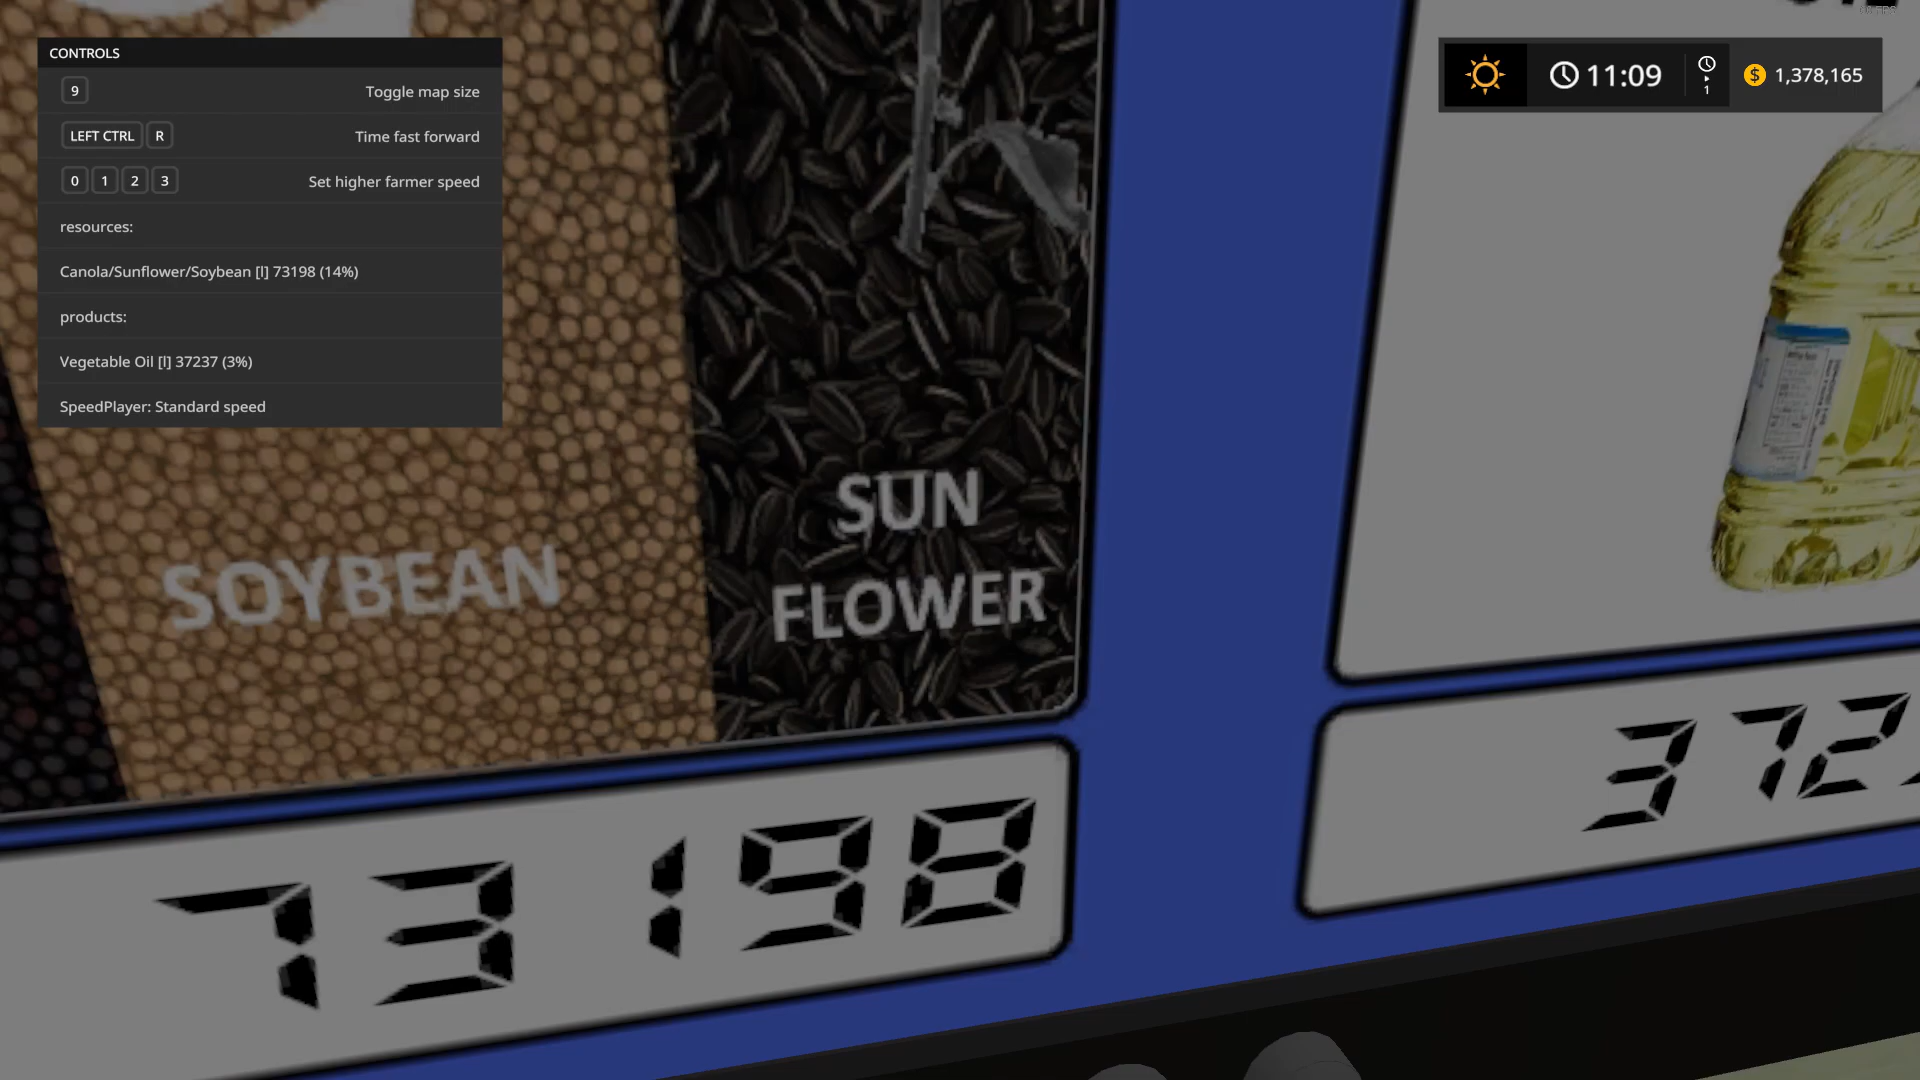 CONTROLS
9 Toggle map size
LEFT CTRL R Time fast forward
0 1 2 3 Set higher farmer speed
resources:
Canola/Sunflower/Soybean [l] 73198 (14%)
products:
Vegetable Oil [l] 37237 (3%)
SpeedPlayer: Standard speed
11:09
1
$ 1,378,165
SOYBEAN
SUN
FLOWER
73198
372